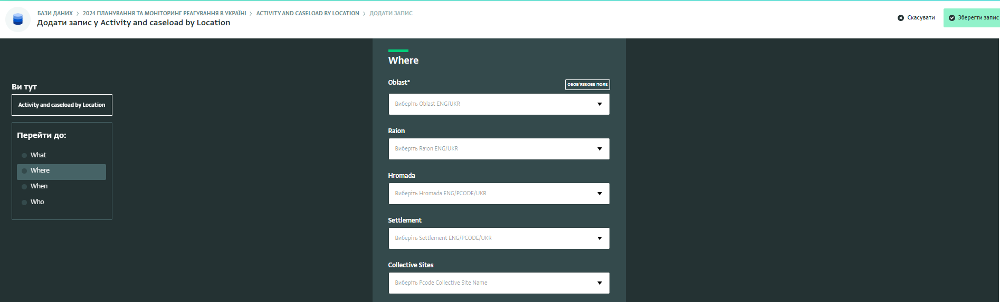 БАЗИ ДАНИХ > 2024 ПЛАНУВАННЯ ТА МОНІТОРИНГ РЕАГУВАННЯ В УКРАЇНІ > ACTIVITY AND CASELOAD BY LOCATION > ДОДАТИ ЗАПИС
Додати запис у Activity and caseload by Location
Скасувати
Зберегти запис
Ви тут
Activity and caseload by Location
Перейти до:
What
Where
When
Who
Where
Oblast*
ОБОВ'ЯЗКОВЕ ПОЛЕ
Виберіть Oblast ENG/UKR
Raion
Виберіть Raion ENG/UKR
Hromada
Виберіть Hromada ENG/PCODE/UKR
Settlement
Виберіть Settlement ENG/PCODE/UKR
Collective Sites
Виберіть Pcode Collective Site Name